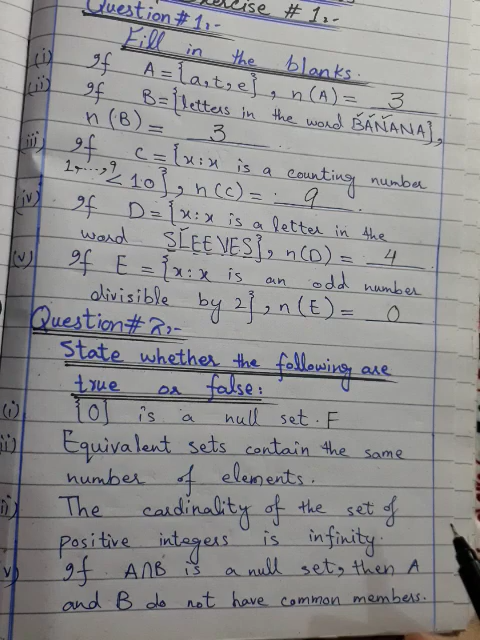 Exercise # 1,-
Question # 1,-
Fill in the blanks.
(i) If A = {a, t, e}, n(A) = 3
(ii) If B = {letters in the word BANANA},
n(B) = 3
iii) If C = {x : x is a counting number
1, ...., 9
< 10}, n(C) = 9
(iv) If D = {x : x is a letter in the
word SLEEVES}, n(D) = 4
(v) If E = {x : x is an odd number
divisible by 2}, n(E) = 0
Question # 2,-
State whether the following are
true or false:
(i) {0} is a null set. F
ii) Equivalent sets contain the same
number of elements.
ii) The cardinality of the set of
positive integers is infinity.
v) If A∩B is a null set, then A
and B do not have common members.